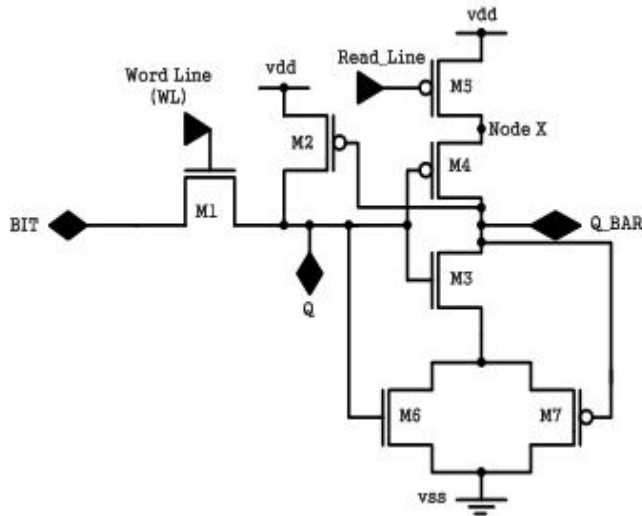 vdd
Read_Line
Word Line
(WL)
vdd
M5
Node X
M2
M4
M1
BIT
Q_BAR
M3
Q
M6
M7
vss